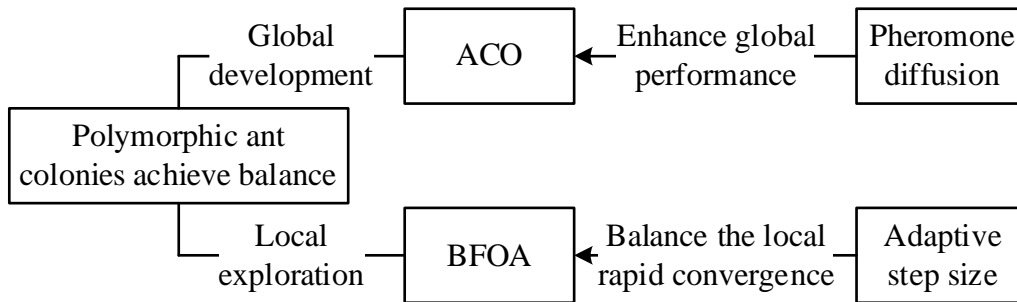 Global
development
ACO
Enhance global
performance
Pheromone
diffusion
Polymorphic ant
colonies achieve balance
Local
exploration
BFOA
Balance the local
rapid convergence
Adaptive
step size